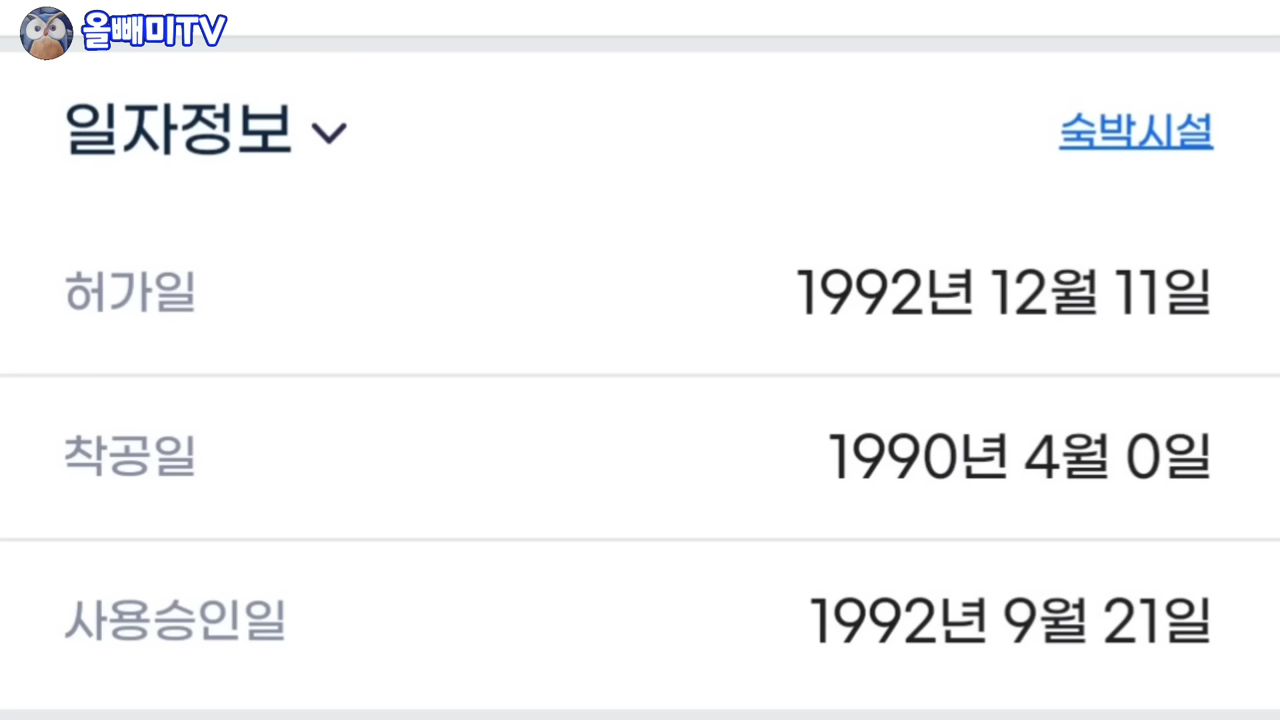 올빼미TV
일자정보 숙박시설
허가일 1992년 12월 11일
착공일 1990년 4월 0일
사용승인일 1992년 9월 21일